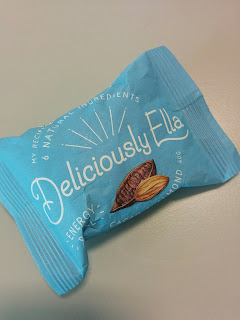 MY RECIPE
6 NATURAL INGREDIENTS
Deliciously Ella
ENERGY
ALMOND 40G